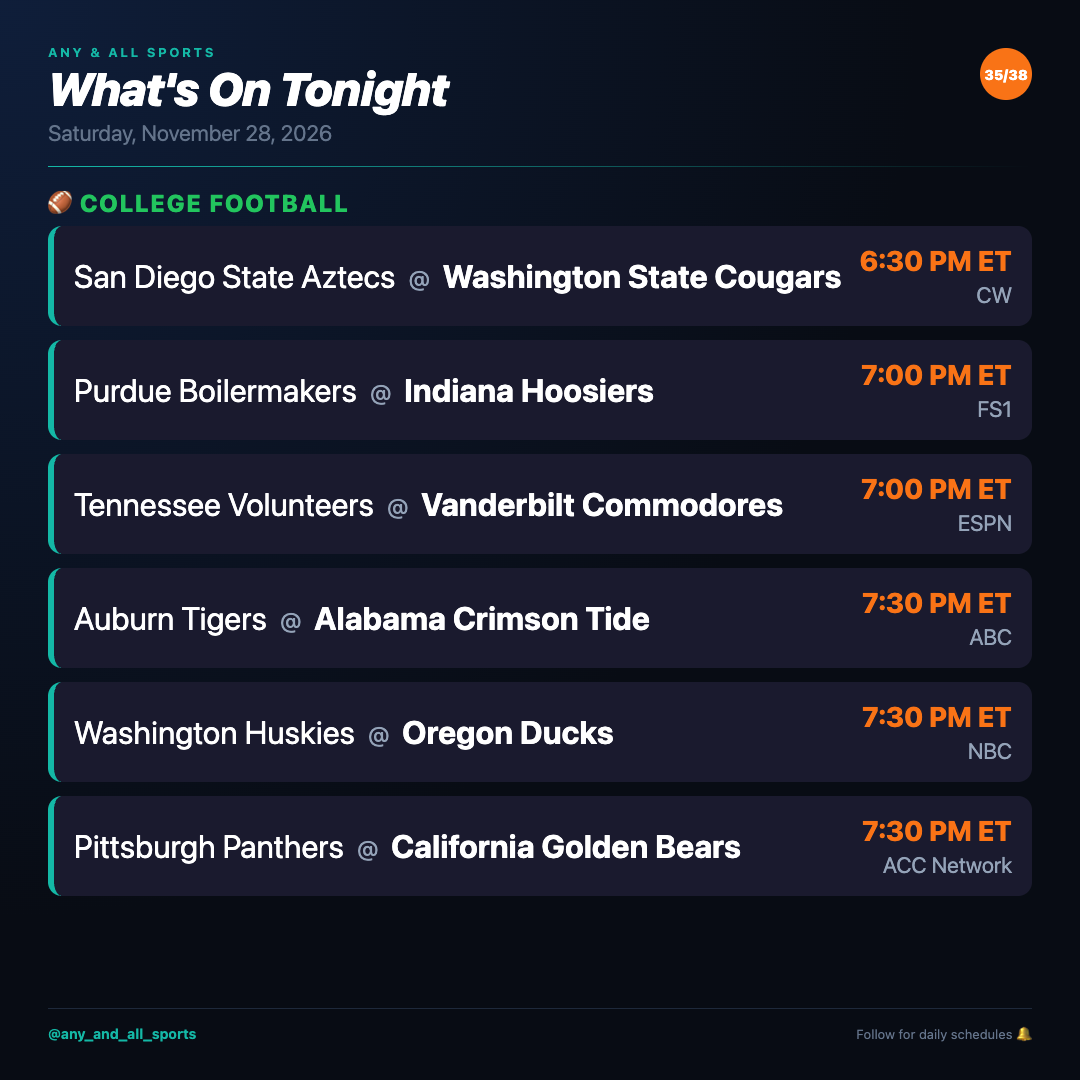 ANY & ALL SPORTS
What's On Tonight
35/38
Saturday, November 28, 2026
🏈 COLLEGE FOOTBALL
San Diego State Aztecs @ Washington State Cougars
6:30 PM ET
CW
Purdue Boilermakers @ Indiana Hoosiers
7:00 PM ET
FS1
Tennessee Volunteers @ Vanderbilt Commodores
7:00 PM ET
ESPN
Auburn Tigers @ Alabama Crimson Tide
7:30 PM ET
ABC
Washington Huskies @ Oregon Ducks
7:30 PM ET
NBC
Pittsburgh Panthers @ California Golden Bears
7:30 PM ET
ACC Network
@any_and_all_sports
Follow for daily schedules 🔔